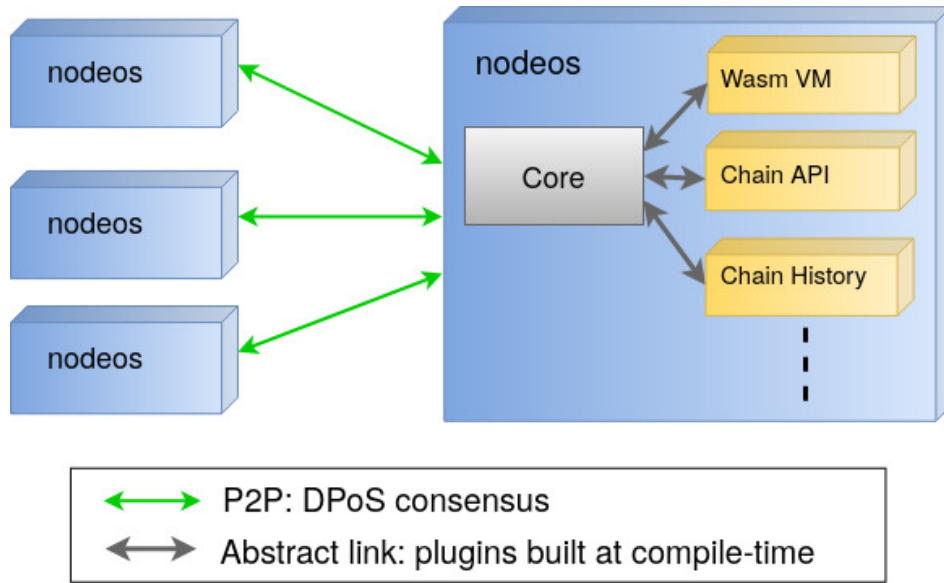 nodeos
nodeos
nodeos
nodeos
Core
Wasm VM
Chain API
Chain History
P2P: DPoS consensus
Abstract link: plugins built at compile-time